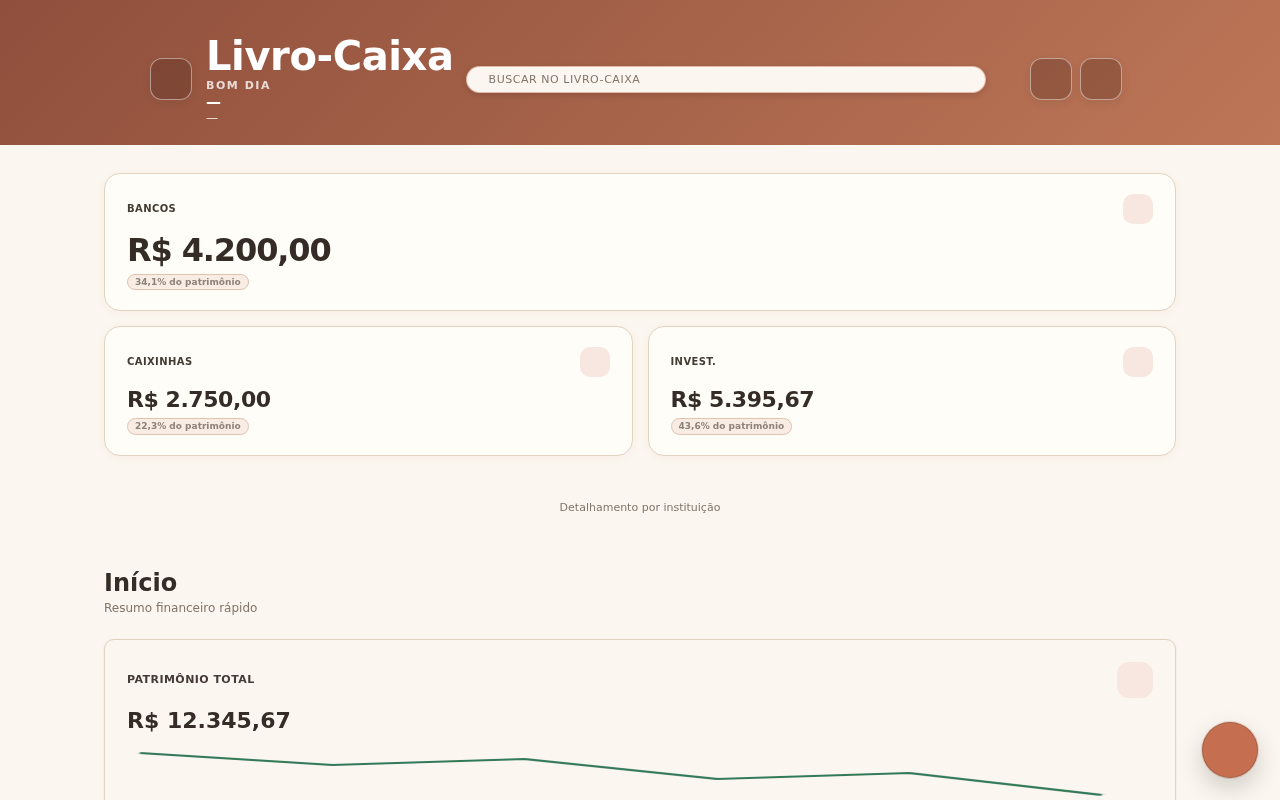 Livro-Caixa
BOM DIA
—
—
BUSCAR NO LIVRO-CAIXA
BANCOS
R$ 4.200,00
34,1% do patrimônio
CAIXINHAS
R$ 2.750,00
22,3% do patrimônio
INVEST.
R$ 5.395,67
43,6% do patrimônio
Detalhamento por instituição
Início
Resumo financeiro rápido
PATRIMÔNIO TOTAL
R$ 12.345,67